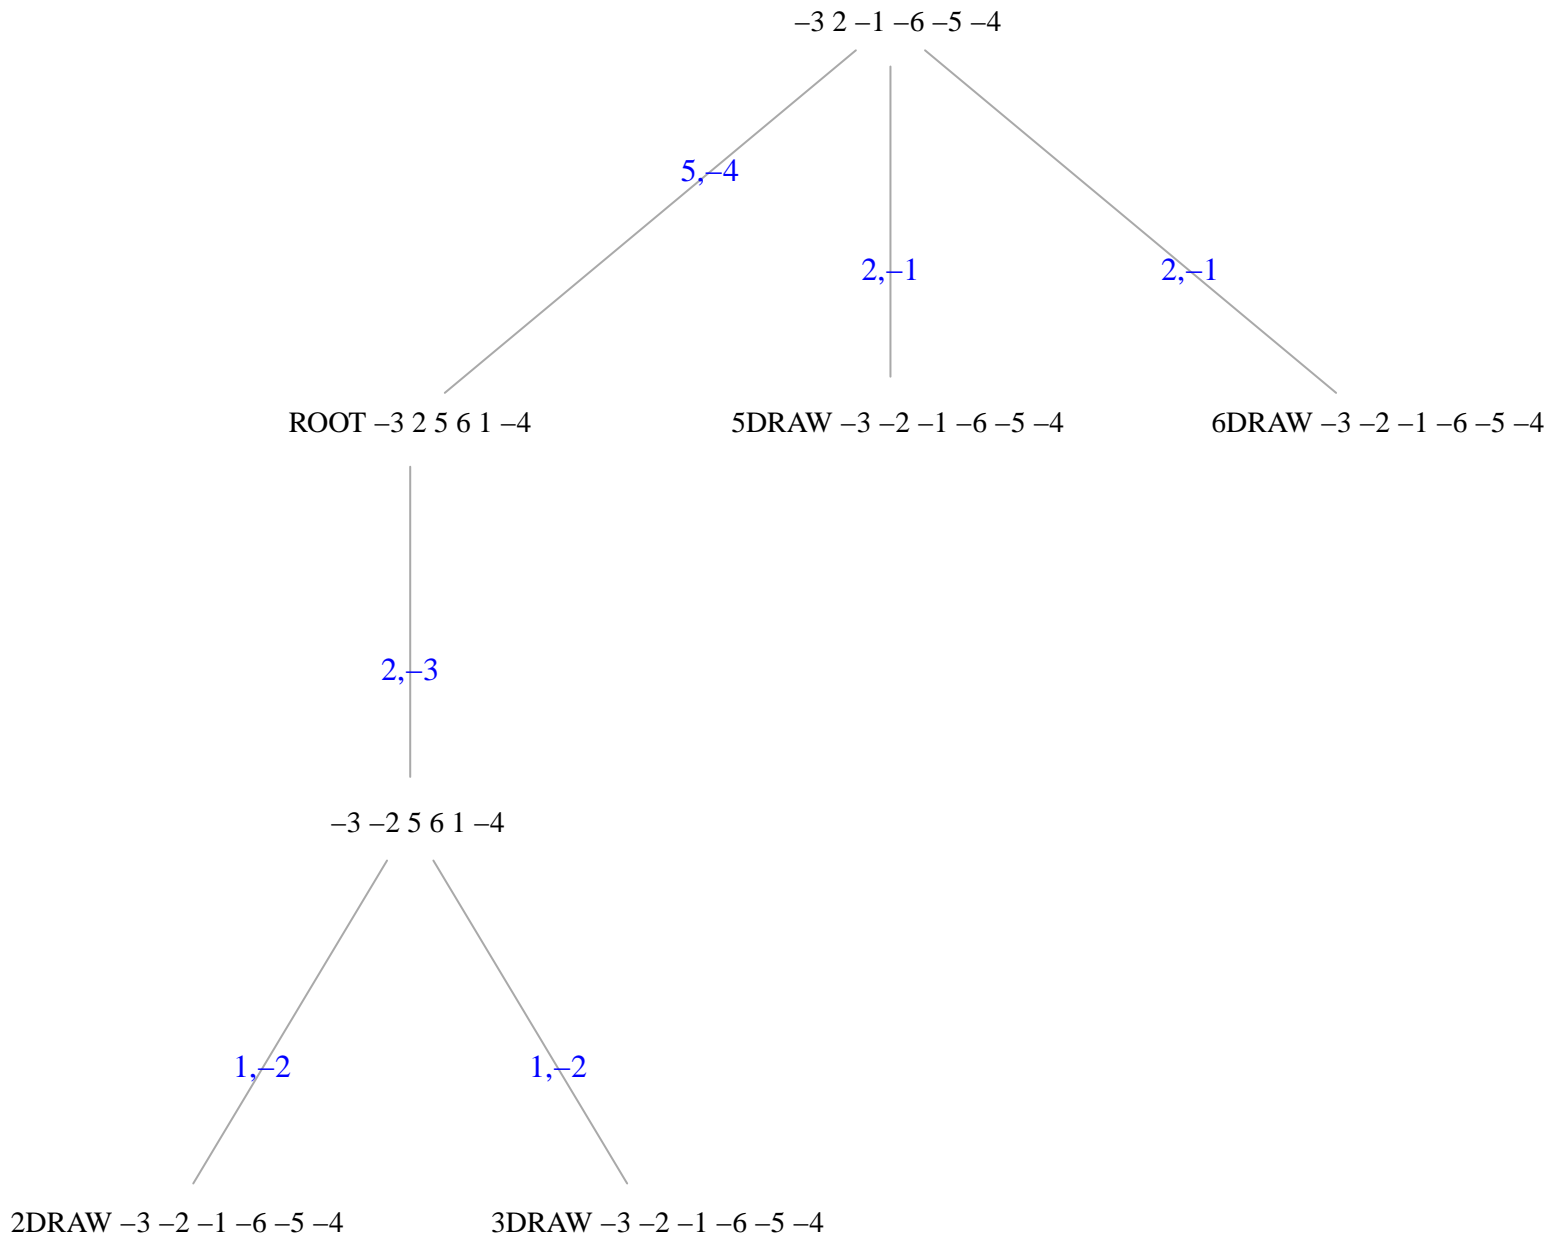 –3 2 –1 –6 –5 –4
5,–4
2,–1
2,–1
ROOT –3 2 5 6 1 –4
5DRAW –3 –2 –1 –6 –5 –4
6DRAW –3 –2 –1 –6 –5 –4
2,–3
–3 –2 5 6 1 –4
1,–2
1,–2
2DRAW –3 –2 –1 –6 –5 –4
3DRAW –3 –2 –1 –6 –5 –4